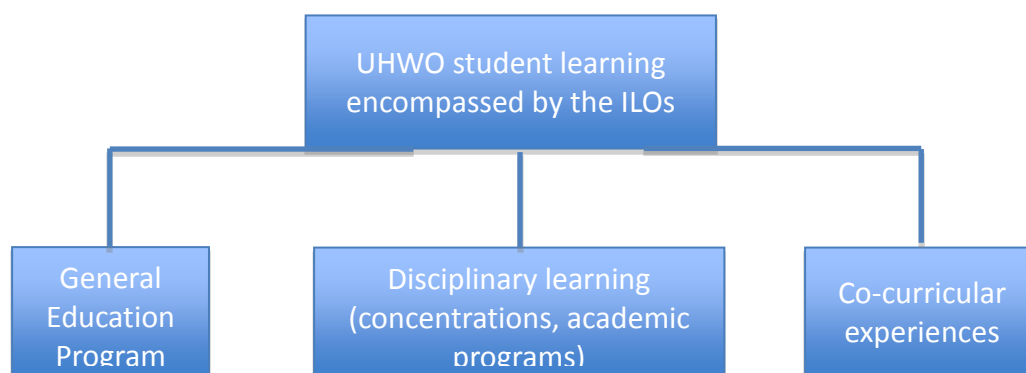 UHWO student learning
encompassed by the ILOs
General
Education
Program
Disciplinary learning
(concentrations, academic
programs)
Co-curricular
experiences